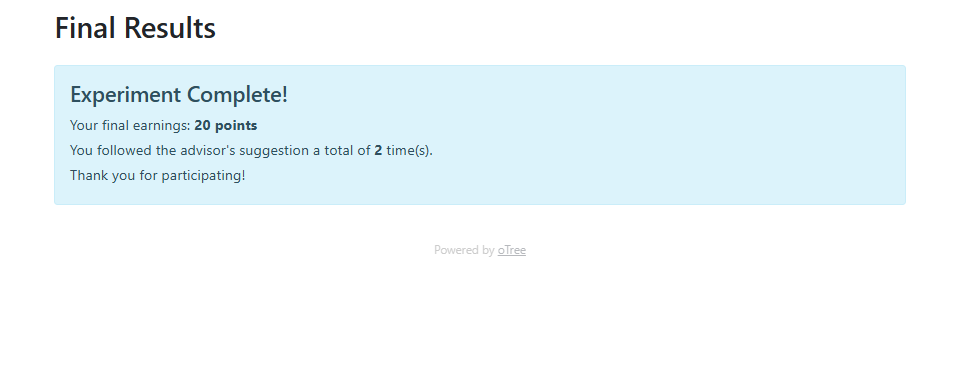 Final Results
Experiment Complete!
Your final earnings: 20 points
You followed the advisor's suggestion a total of 2 time(s).
Thank you for participating!
Powered by oTree